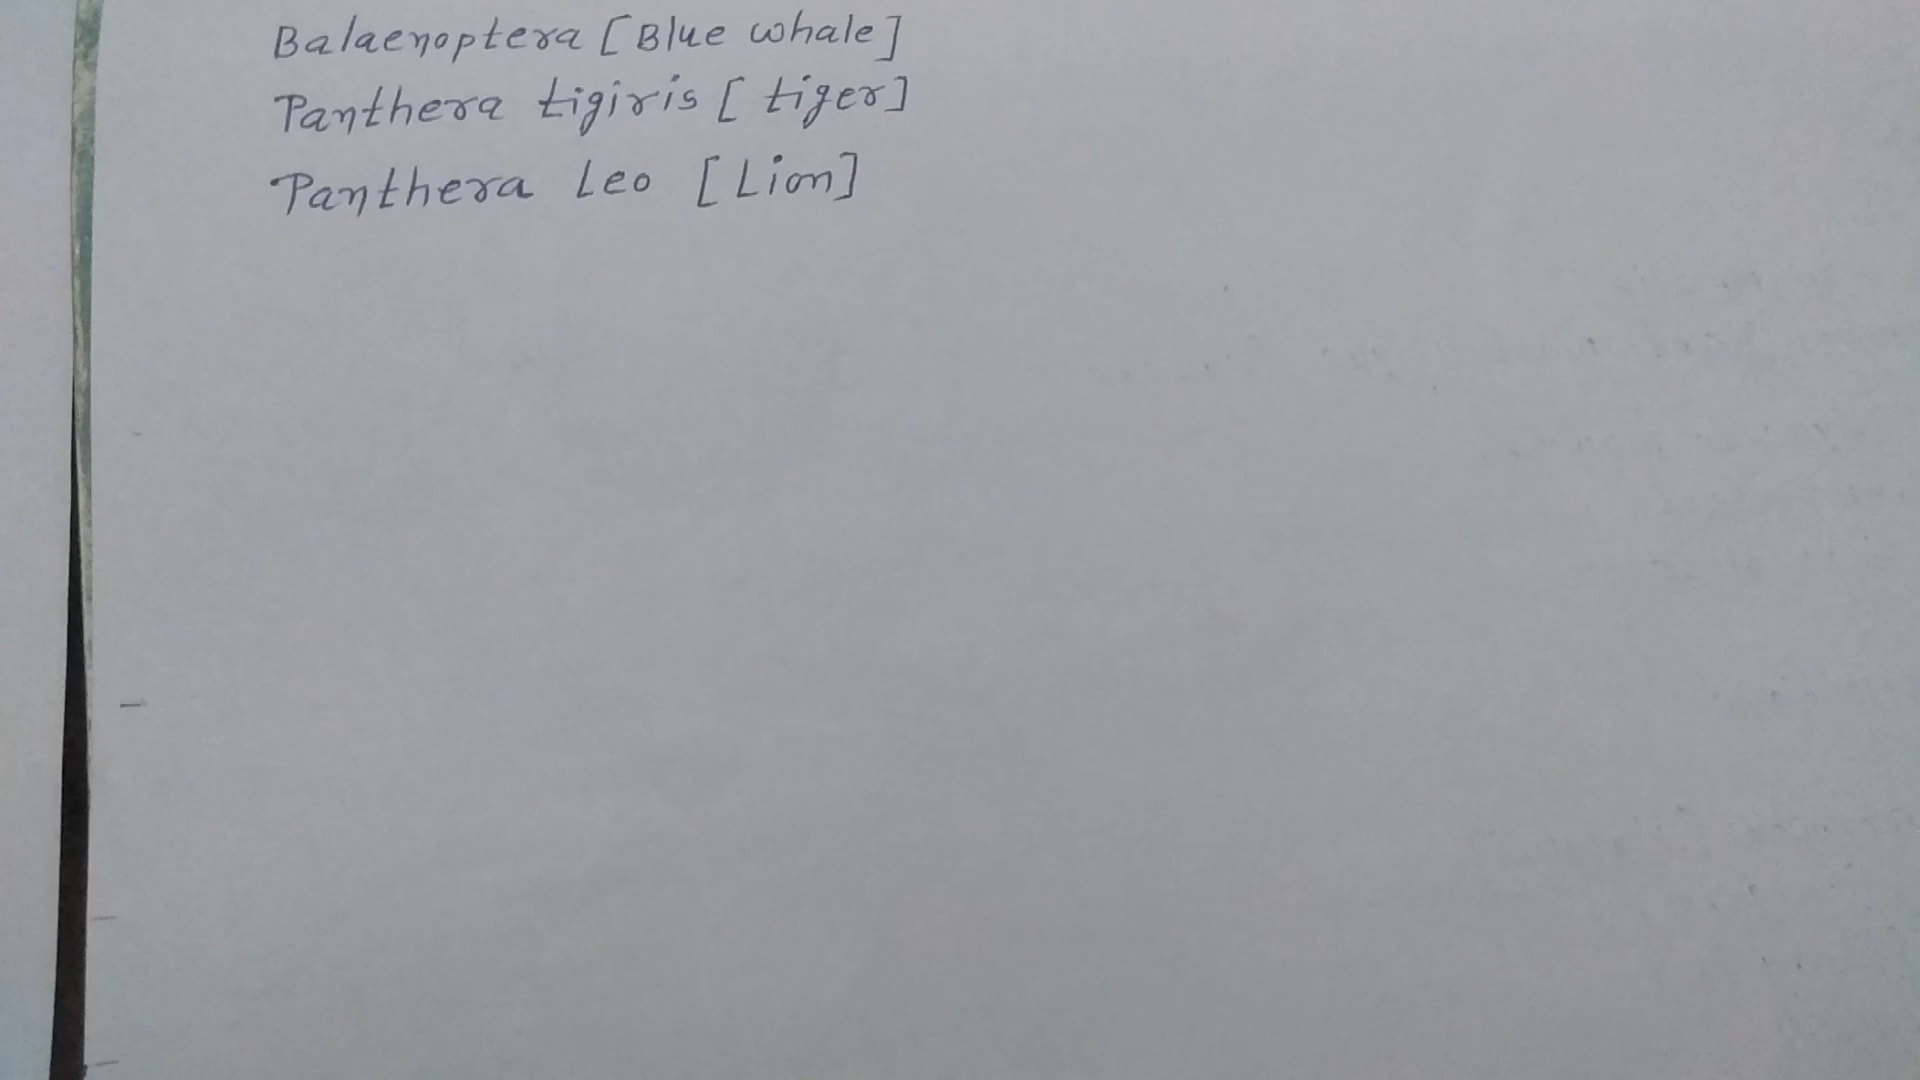 Balaenoptera [Blue whale]
Panthera tigiris [tiger]
Panthera Leo [Lion]